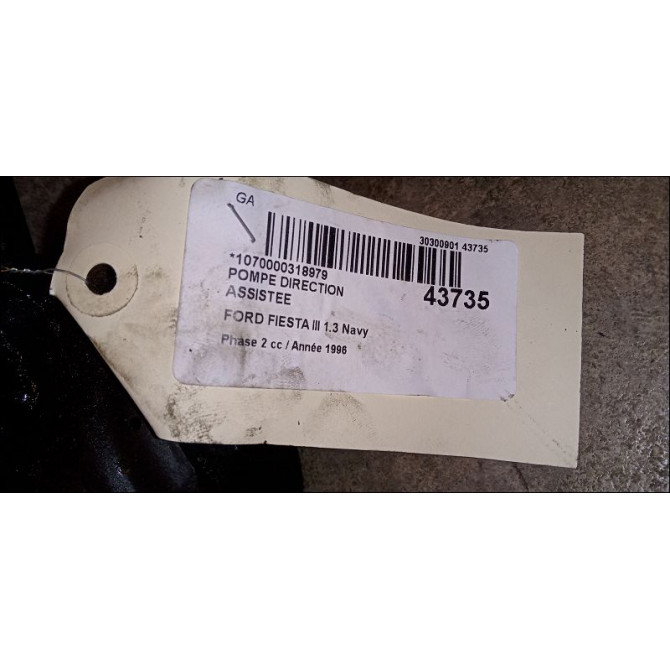 GA
30300901 43735
*1070000318979
43735
POMPE DIRECTION
ASSISTEE
FORD FIESTA III 1.3 Navy
Phase 2 cc / Année 1996